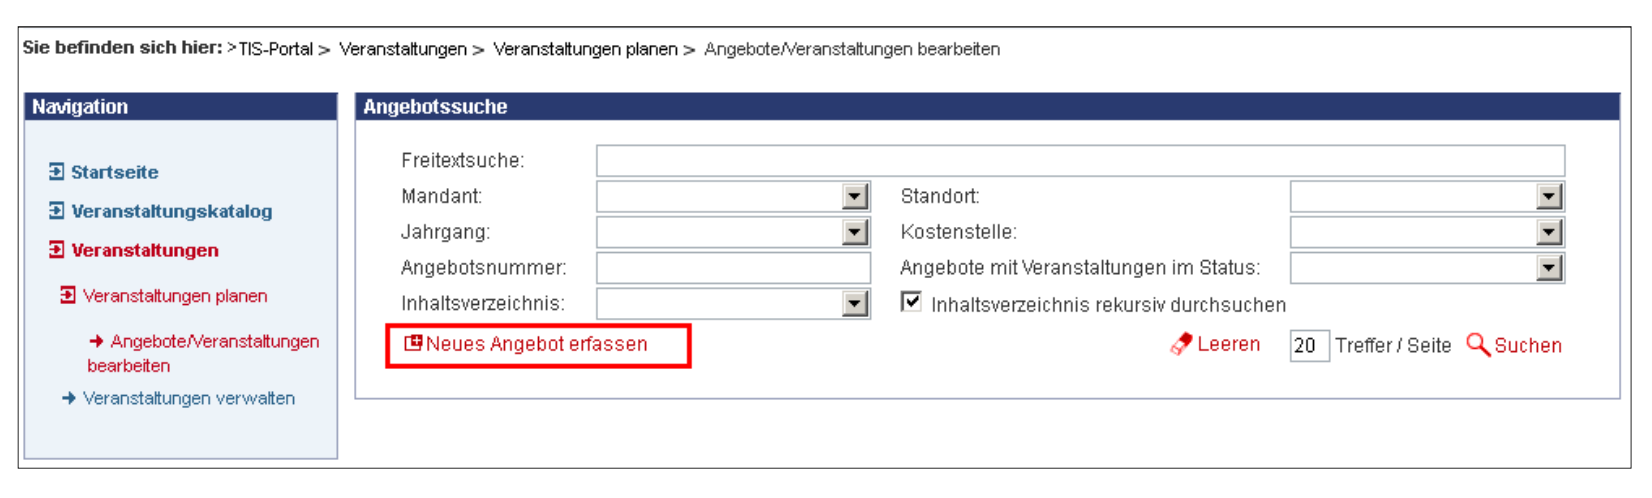 Sie befinden sich hier: >TIS-Portal > Veranstaltungen > Veranstaltungen planen > Angebote/Veranstaltungen bearbeiten
Navigation
Startseite
Veranstaltungskatalog
Veranstaltungen
Veranstaltungen planen
Angebote/Veranstaltungen
bearbeiten
Veranstaltungen verwalten
Angebotssuche
Freitextsuche:
Mandant: Standort:
Jahrgang: Kostenstelle:
Angebotsnummer: Angebote mit Veranstaltungen im Status:
Inhaltsverzeichnis: Inhaltsverzeichnis rekursiv durchsuchen
Neues Angebot erfassen Leeren 20 Treffer / Seite Suchen